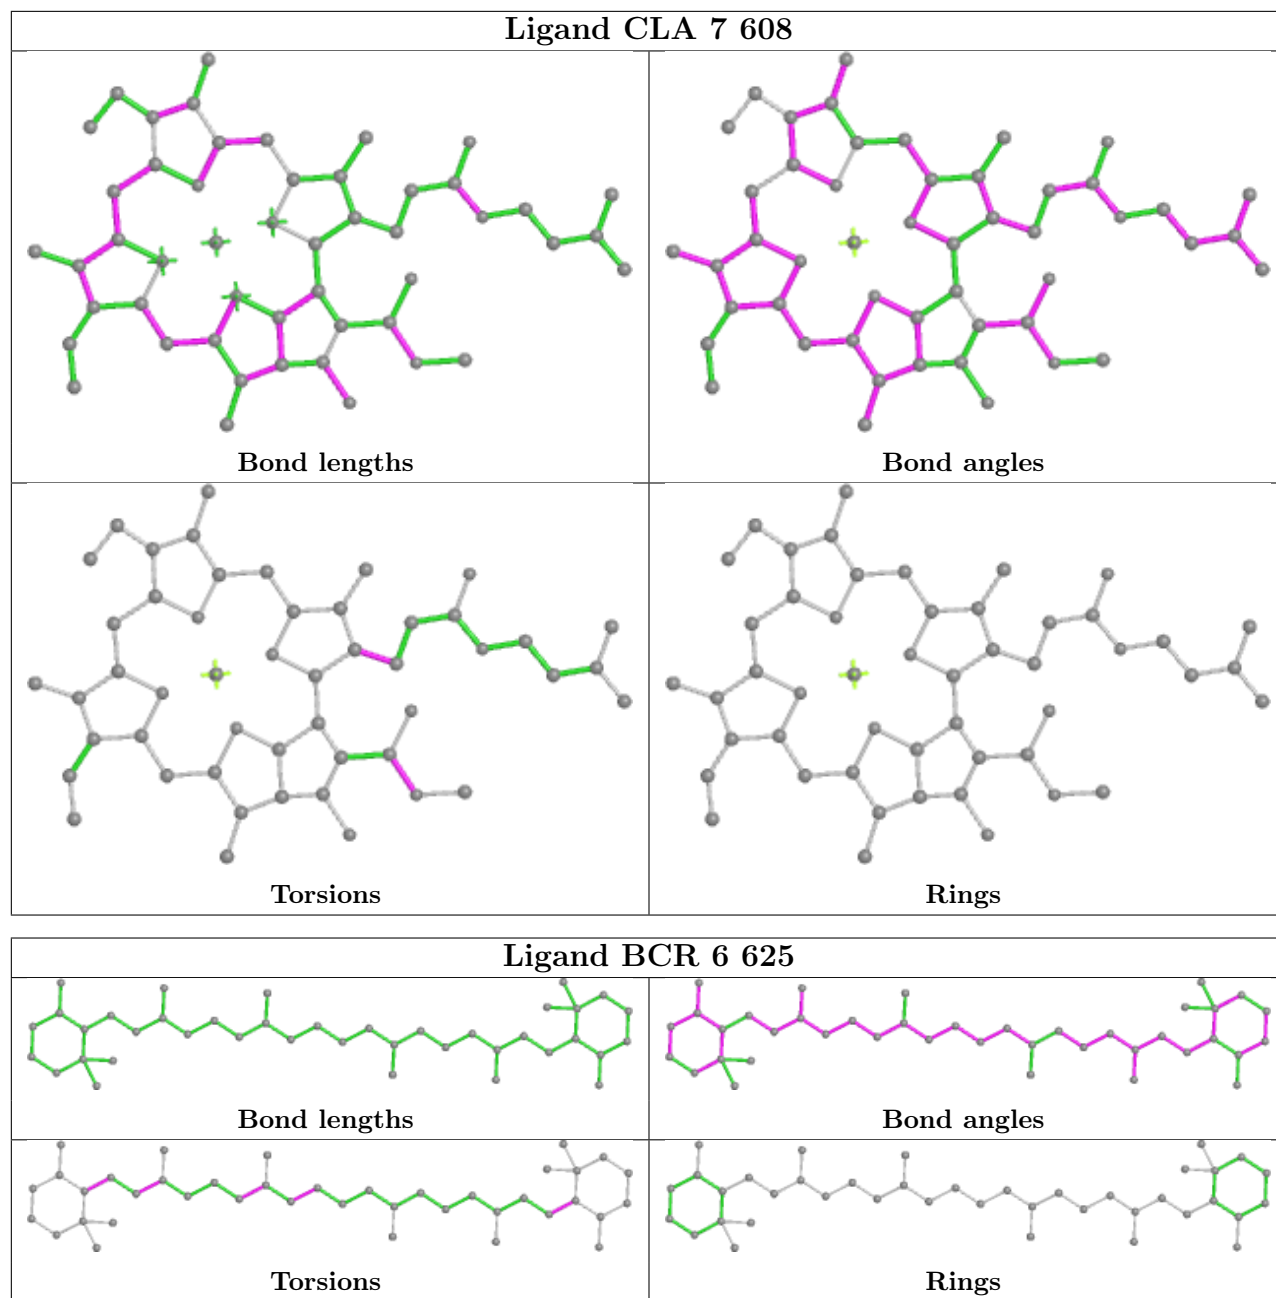 Ligand CLA 7 608
Bond lengths
Bond angles
Torsions
Rings
Ligand BCR 6 625
Bond lengths
Bond angles
Torsions
Rings